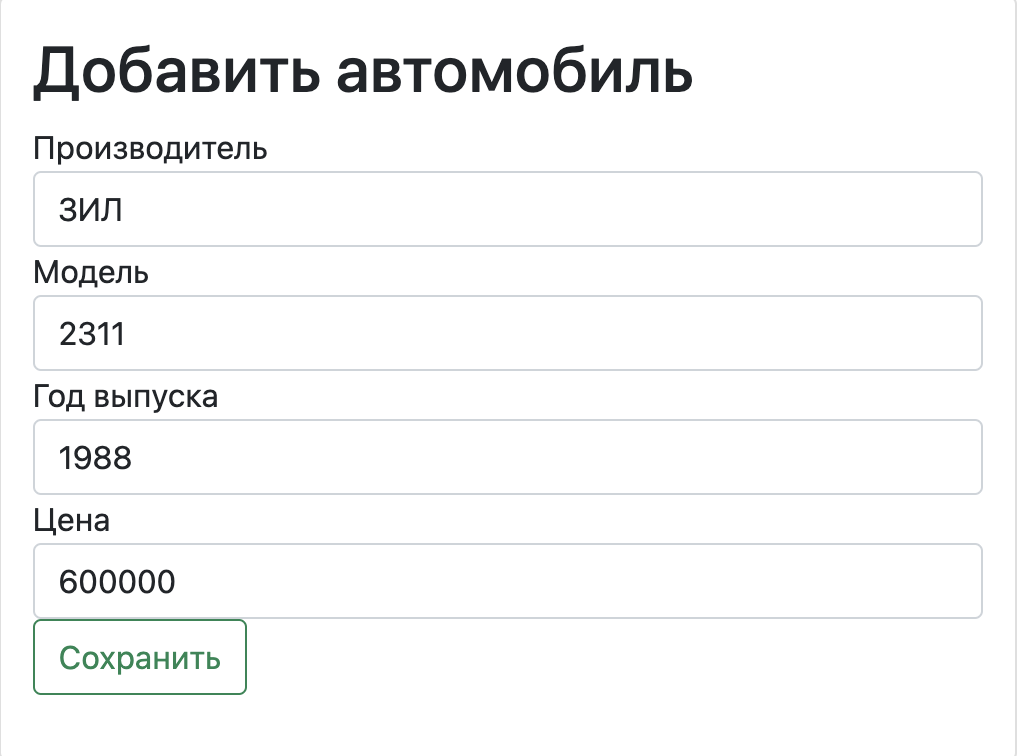 Добавить автомобиль
Производитель
ЗИЛ
Модель
2311
Год выпуска
1988
Цена
600000
Сохранить